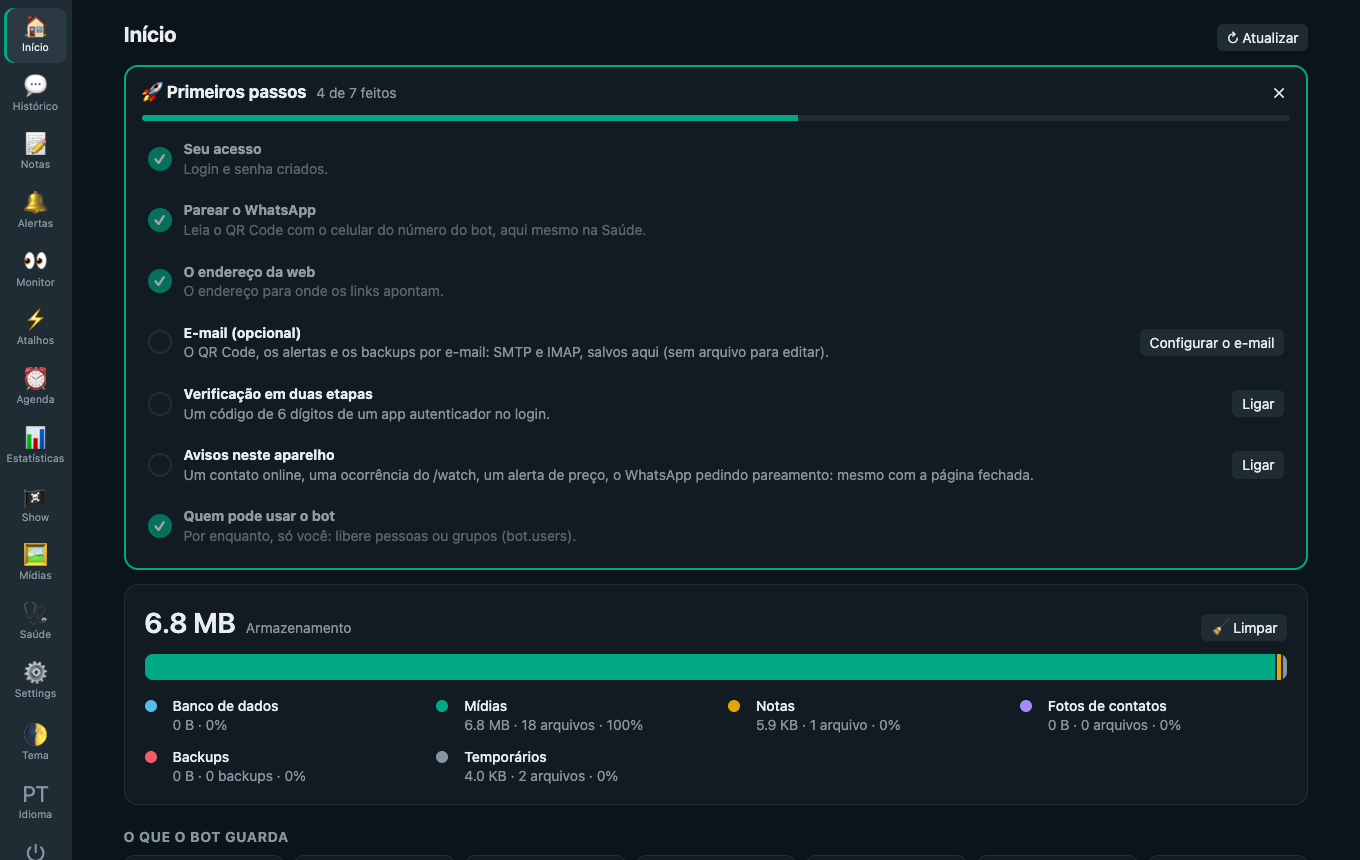 Início
Histórico
Notas
Alertas
Monitor
Atalhos
Agenda
Estatísticas
Show
Mídias
Saúde
Settings
Tema
PT
Idioma
Início
Atualizar
Primeiros passos 4 de 7 feitos
Seu acesso
Login e senha criados.
Parear o WhatsApp
Leia o QR Code com o celular do número do bot, aqui mesmo na Saúde.
O endereço da web
O endereço para onde os links apontam.
E-mail (opcional)
O QR Code, os alertas e os backups por e-mail: SMTP e IMAP, salvos aqui (sem arquivo para editar).
Configurar o e-mail
Verificação em duas etapas
Um código de 6 dígitos de um app autenticador no login.
Ligar
Avisos neste aparelho
Um contato online, uma ocorrência do /watch, um alerta de preço, o WhatsApp pedindo pareamento: mesmo com a página fechada.
Ligar
Quem pode usar o bot
Por enquanto, só você: libere pessoas ou grupos (bot.users).
6.8 MB Armazenamento
Limpar
Banco de dados
0 B · 0%
Mídias
6.8 MB · 18 arquivos · 100%
Notas
5.9 KB · 1 arquivo · 0%
Fotos de contatos
0 B · 0 arquivos · 0%
Backups
0 B · 0 backups · 0%
Temporários
4.0 KB · 2 arquivos · 0%
O QUE O BOT GUARDA